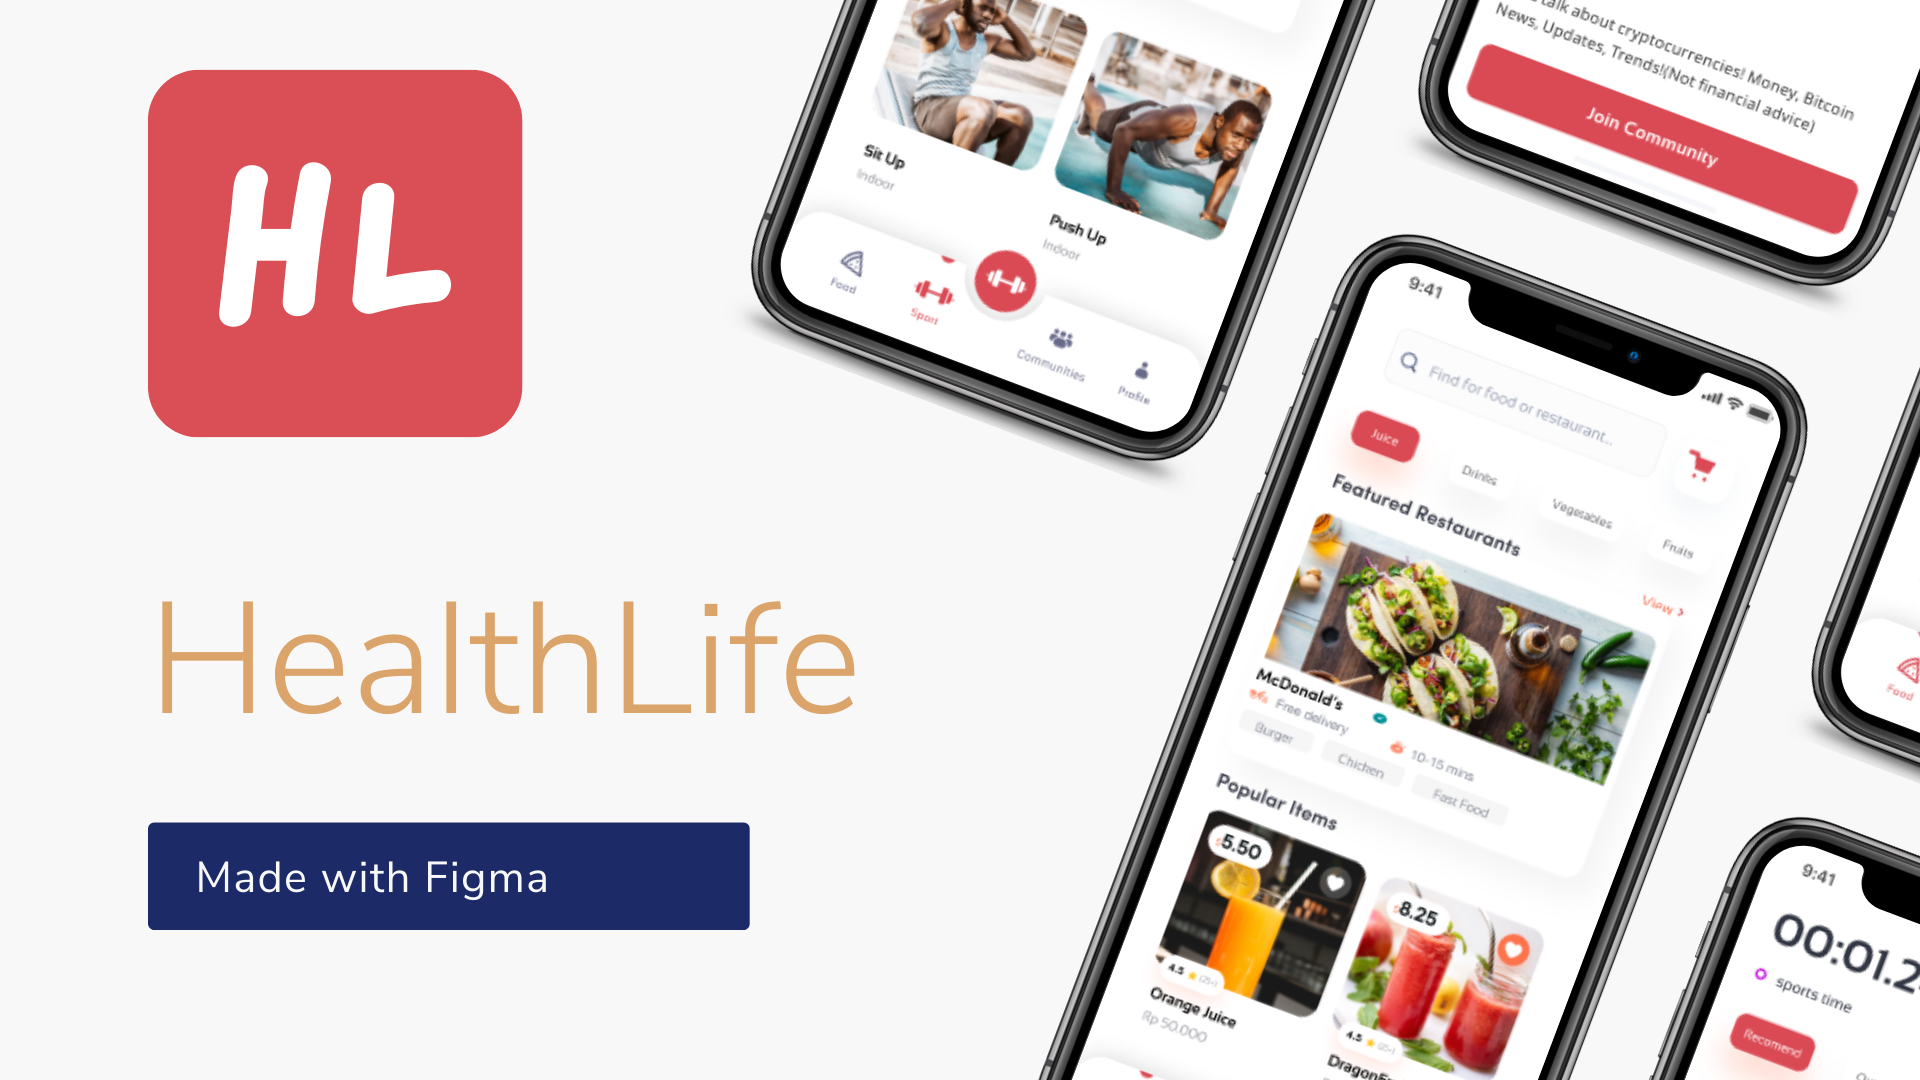 HL
HealthLife
Made with Figma
Sit Up
Indoor
Push Up
Indoor
Food
Sport
Communities
Profile
talk about cryptocurrencies! Money, Bitcoin
News, Updates, Trends!(Not financial advice)
Join Community
9:41
Find for food or restaurant..
Juice
Drinks
Vegetables
Fruits
Featured Restaurants
View
McDonald's
Free delivery
10-15 mins
Burger
Chicken
Fast Food
Popular Items
$5.50
$8.25
4.5 (25+)
Orange Juice
Rp 50.000
4.5 (25+)
Food
9:41
00:01.2
sports time
Recomend